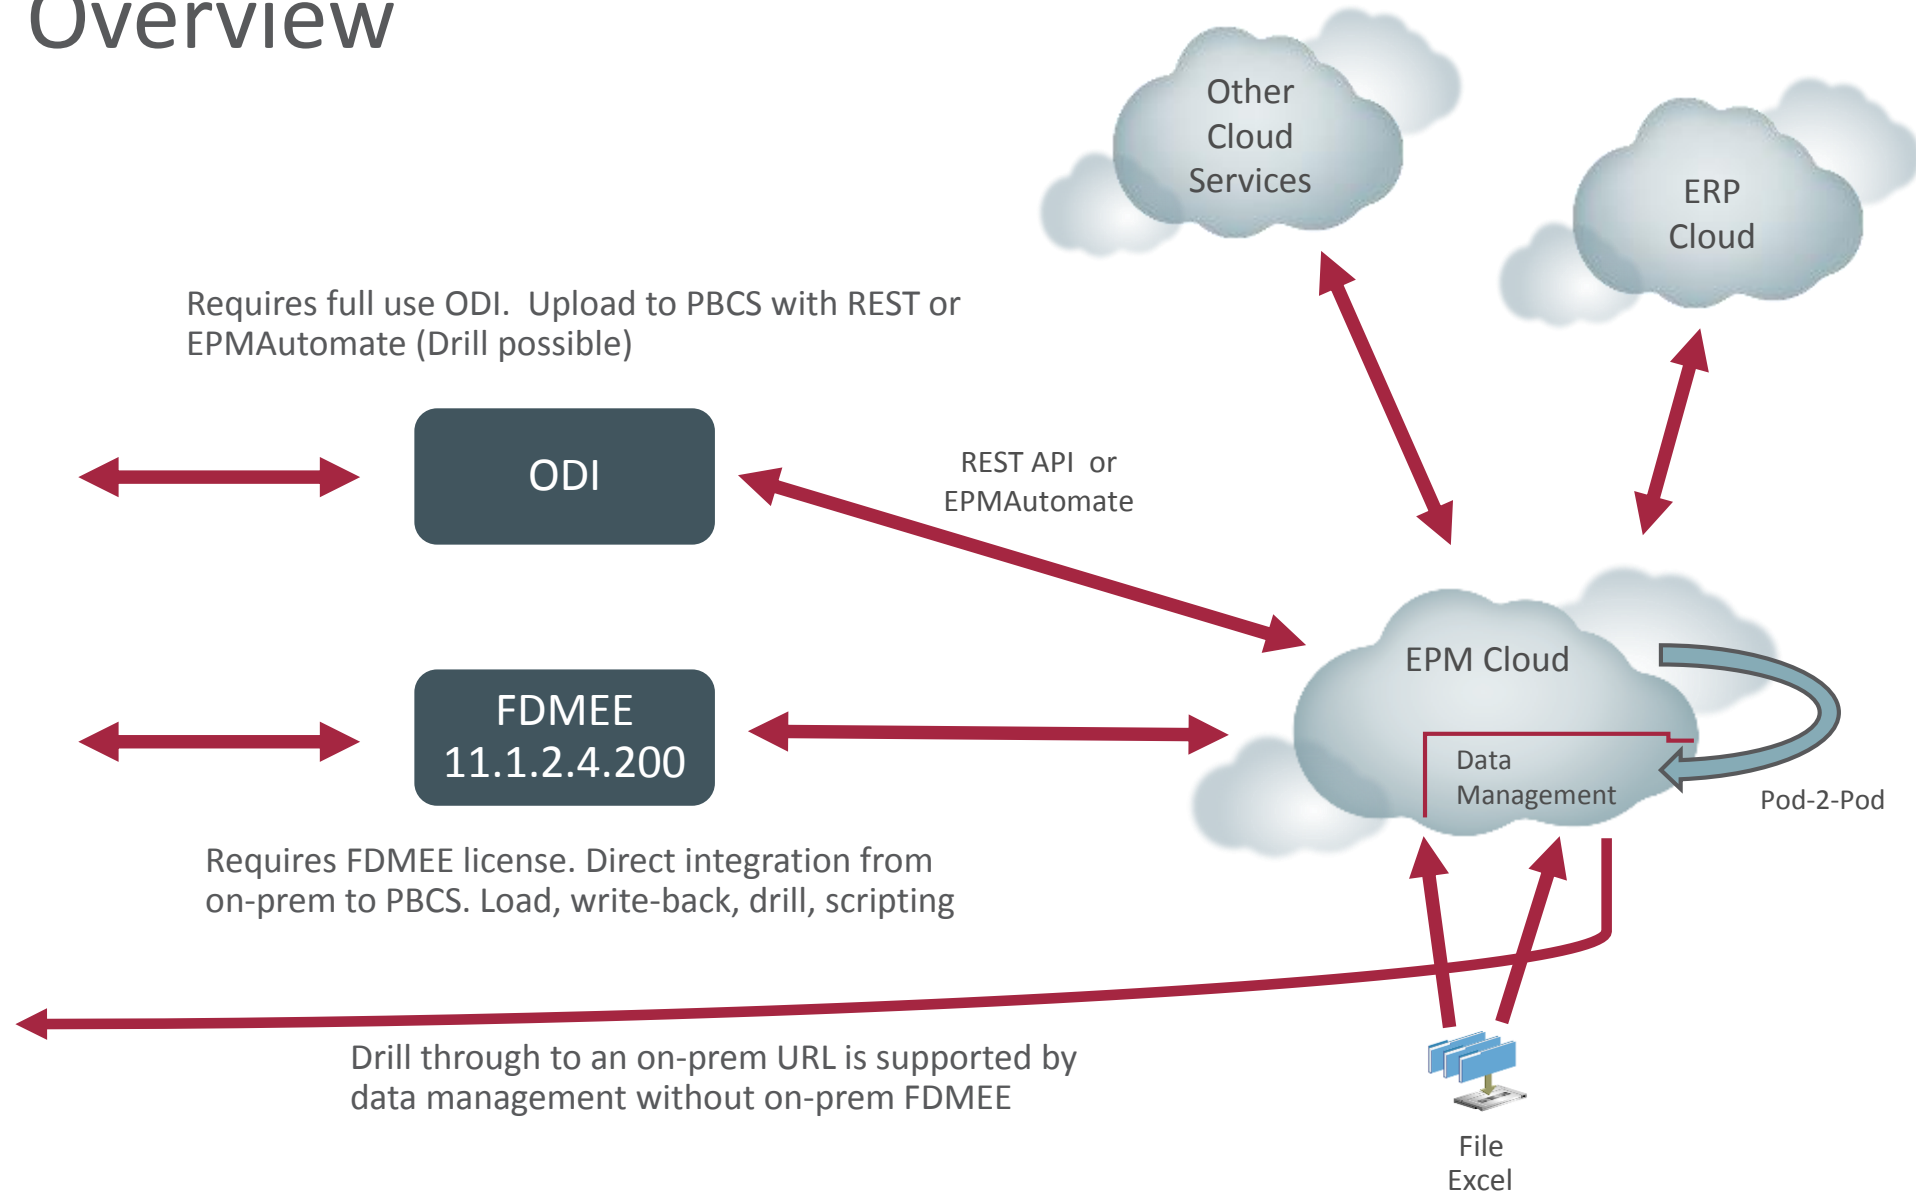 Overview
Other
Cloud
Services
ERP
Cloud
Requires full use ODI.  Upload to PBCS with REST or
EPMAutomate (Drill possible)
ODI
REST API  or
EPMAutomate
EPM Cloud
FDMEE
11.1.2.4.200
Data
Management
Pod-2-Pod
Requires FDMEE license. Direct integration from
on-prem to PBCS. Load, write-back, drill, scripting
Drill through to an on-prem URL is supported by
data management without on-prem FDMEE
File
Excel